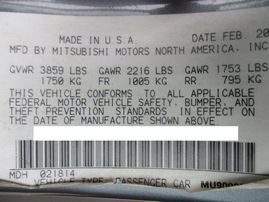 MADE IN U S A DATE FEB. 20
MFD BY MITSUBISHI MOTORS NORTH AMERICA, INC
GVWR 3859 LBS GAWR 2216 LBS GAWR 1753 LBS
1750 KG FR 1005 KG RR 795 KG
THIS VEHICLE CONFORMS TO ALL APPLICABLE
FEDERAL MOTOR VEHICLE SAFETY, BUMPER, AND
THEFT PREVENTION STANDARDS IN EFFECT ON
THE DATE OF MANUFACTURE SHOWN ABOVE
MDH 021814
VEHICLE TYPE: PASSENGER CAR